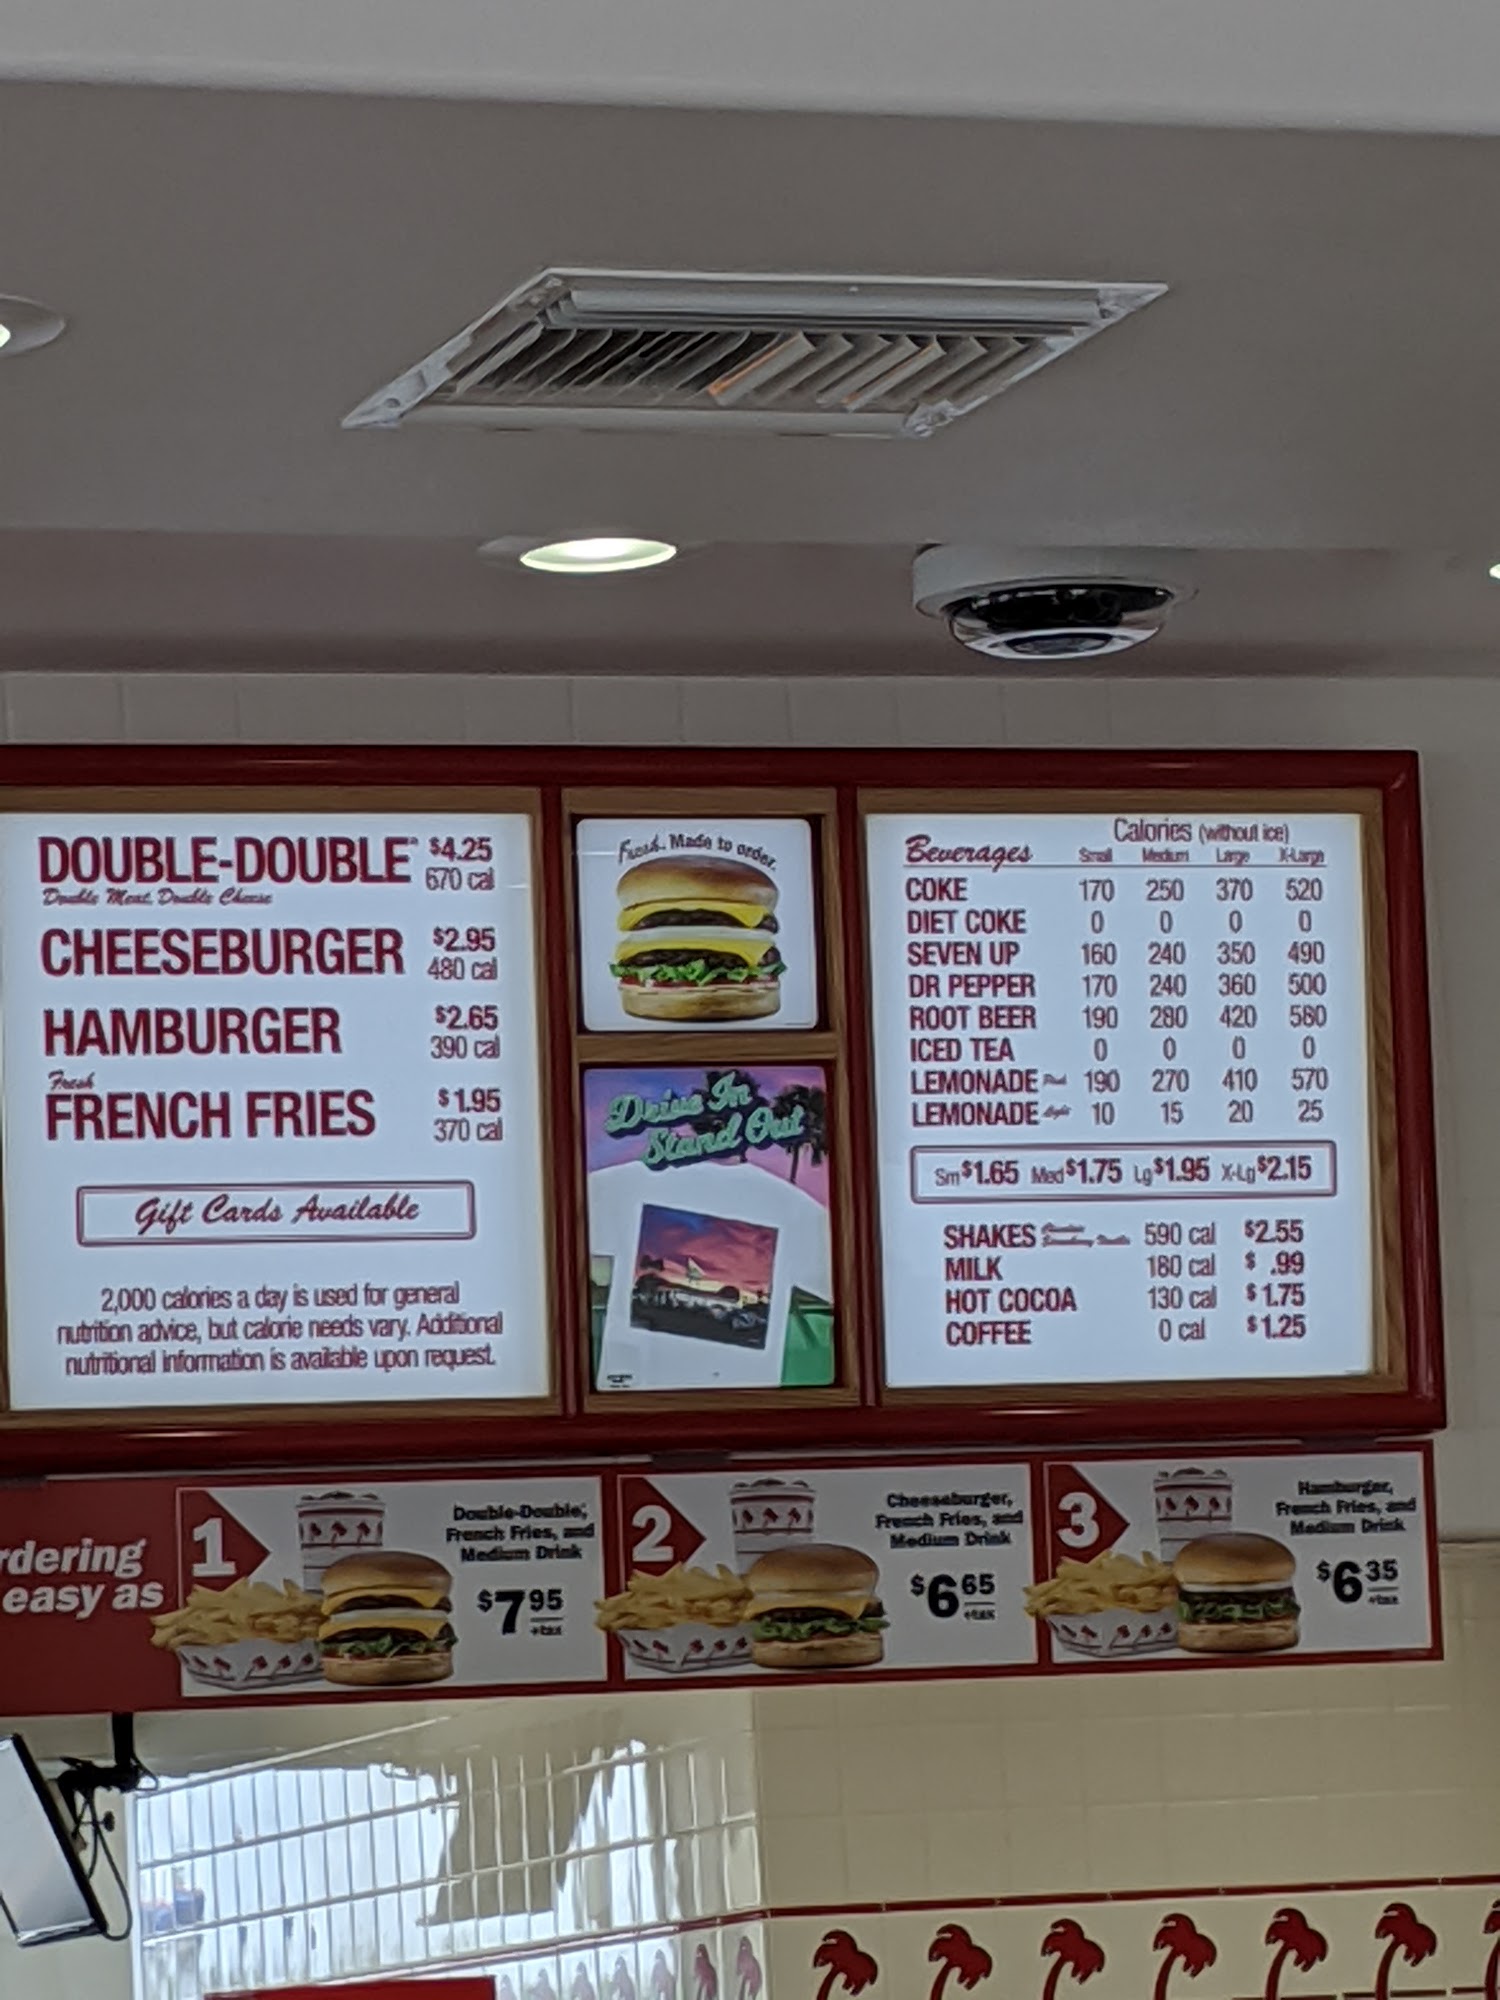 DOUBLE-DOUBLE $4.25
Double Meat, Double Cheese 670 cal
CHEESEBURGER $2.95
480 cal
HAMBURGER $2.65
390 cal
Fresh
FRENCH FRIES $1.95
370 cal
Gift Cards Available
2,000 calories a day is used for general
nutrition advice, but calorie needs vary. Additional
nutritional information is available upon request.
Fresh. Made to order.
Drive In
Stand Out
Calories (without ice)
Beverages Small Medium Large X-Large
COKE 170 250 370 520
DIET COKE 0 0 0 0
SEVEN UP 160 240 350 490
DR PEPPER 170 240 360 500
ROOT BEER 190 280 420 580
ICED TEA 0 0 0 0
LEMONADE Pink 190 270 410 570
LEMONADE Light 10 15 20 25
Sm $1.65 Med $1.75 Lg $1.95 X-Lg $2.15
SHAKES 590 cal $2.55
MILK 180 cal $ .99
HOT COCOA 130 cal $1.75
COFFEE 0 cal $1.25
rdering
easy as
1
Double-Double,
French Fries, and
Medium Drink
$7 95
+tax
2
Cheeseburger,
French Fries, and
Medium Drink
$6 65
+tax
3
Hamburger,
French Fries, and
Medium Drink
$6 35
+tax